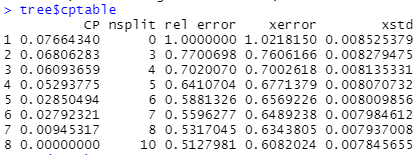 > tree$cptable
CP nsplit rel error xerror xstd
1 0.07664340 0 1.0000000 1.0218150 0.008525379
2 0.06806283 3 0.7700698 0.7606166 0.008279475
3 0.06093659 4 0.7020070 0.7002618 0.008135331
4 0.05293775 5 0.6410704 0.6771379 0.008070732
5 0.02850494 6 0.5881326 0.6569226 0.008009856
6 0.02792321 7 0.5596277 0.6489238 0.007984612
7 0.00945317 8 0.5317045 0.6343805 0.007937008
8 0.00000000 10 0.5127981 0.6082024 0.007845655